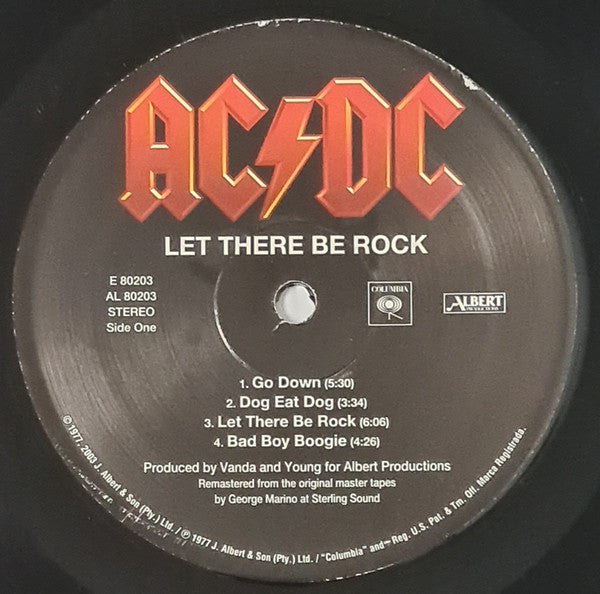 AC/DC
LET THERE BE ROCK
E 80203
AL 80203
STEREO
Side One
COLUMBIA
ALBERT
PRODUCTIONS
1. Go Down (5:30)
2. Dog Eat Dog (3:34)
3. Let There Be Rock (6:06)
4. Bad Boy Boogie (4:26)
Produced by Vanda and Young for Albert Productions
Remastered from the original master tapes
by George Marino at Sterling Sound
© 1977, 2003 J. Albert & Son (Pty.) Ltd. / ℗ 1977 J. Albert & Son (Pty.) Ltd. / "Columbia" and Reg. U.S. Pat. & Tm. Off. Marca Registrada.